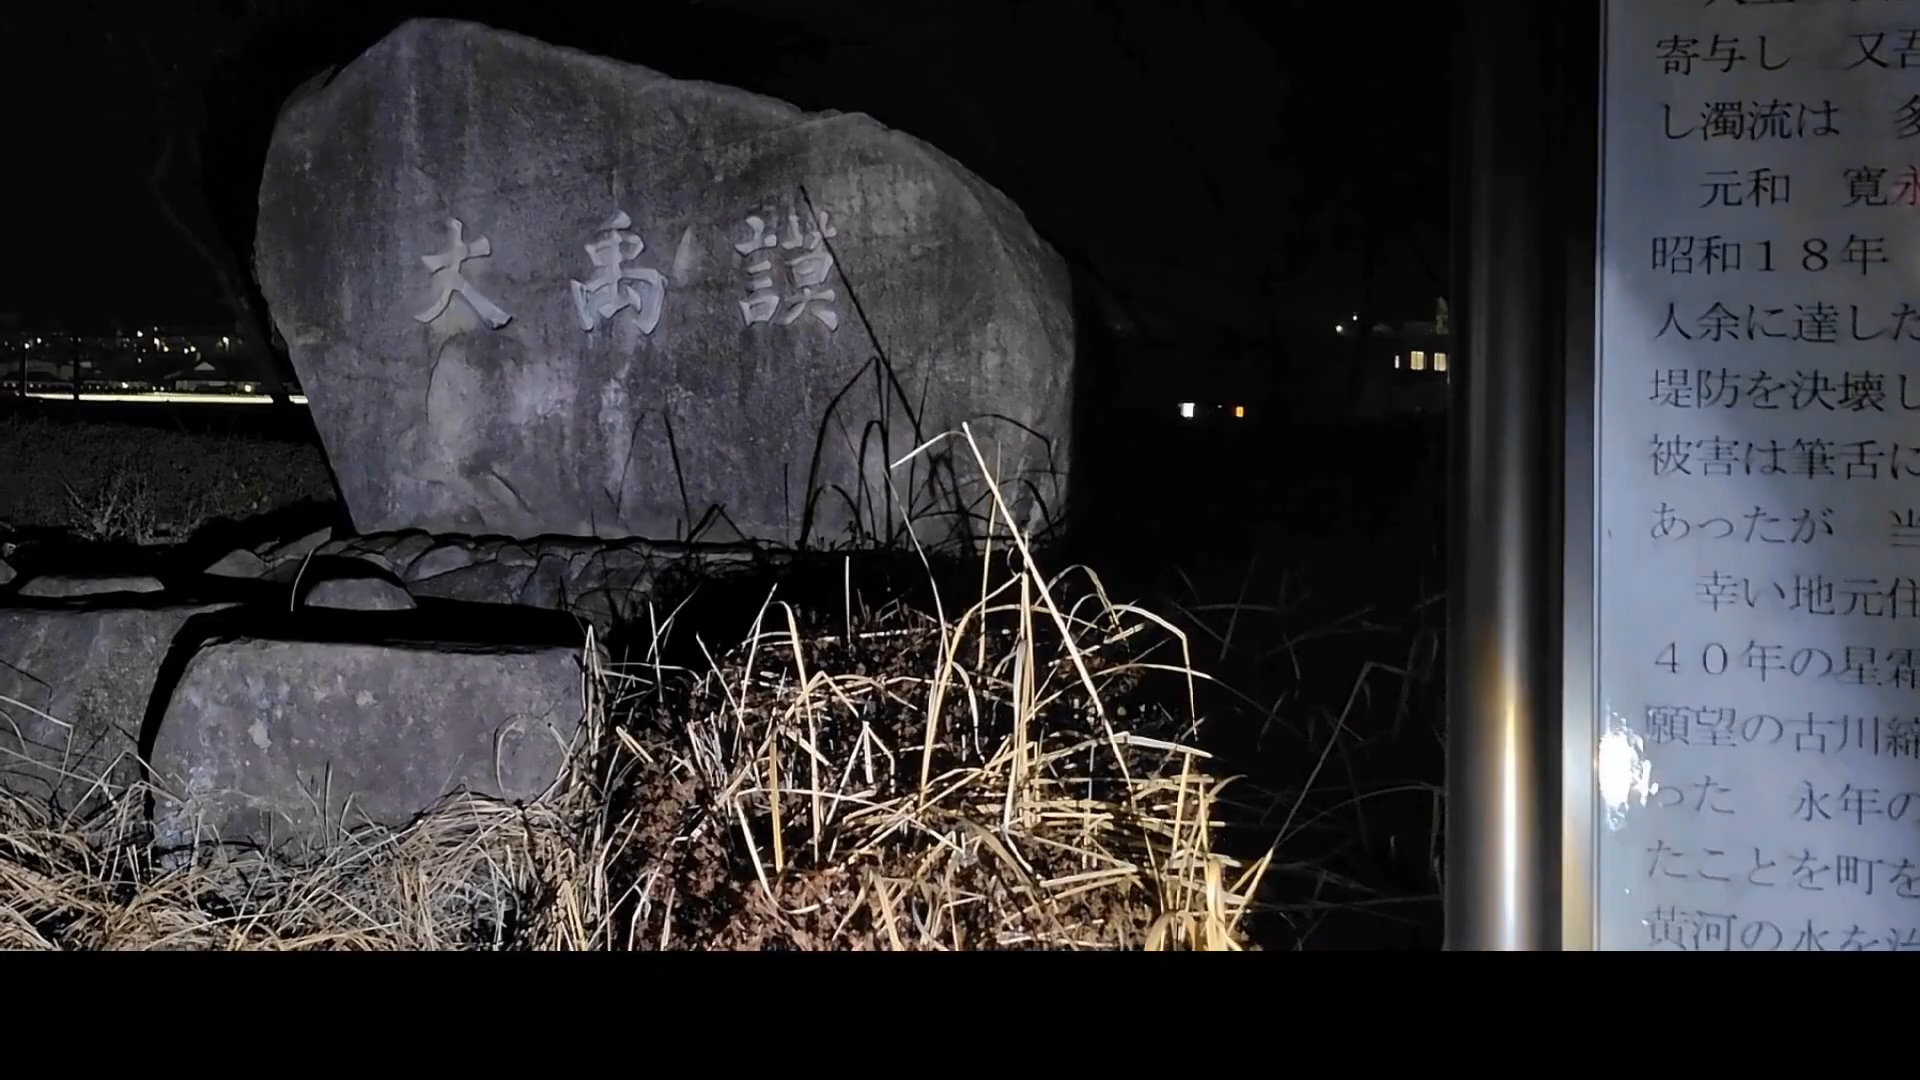 大禹謨
寄与し 又吾
し濁流は 多
元和 寛永
昭和18年
人余に達した
堤防を決壊し
被害は筆舌に
あったが 当
幸い地元住
40年の星霜
願望の古川締
った 永年の
たことを町を
黄河の水を治